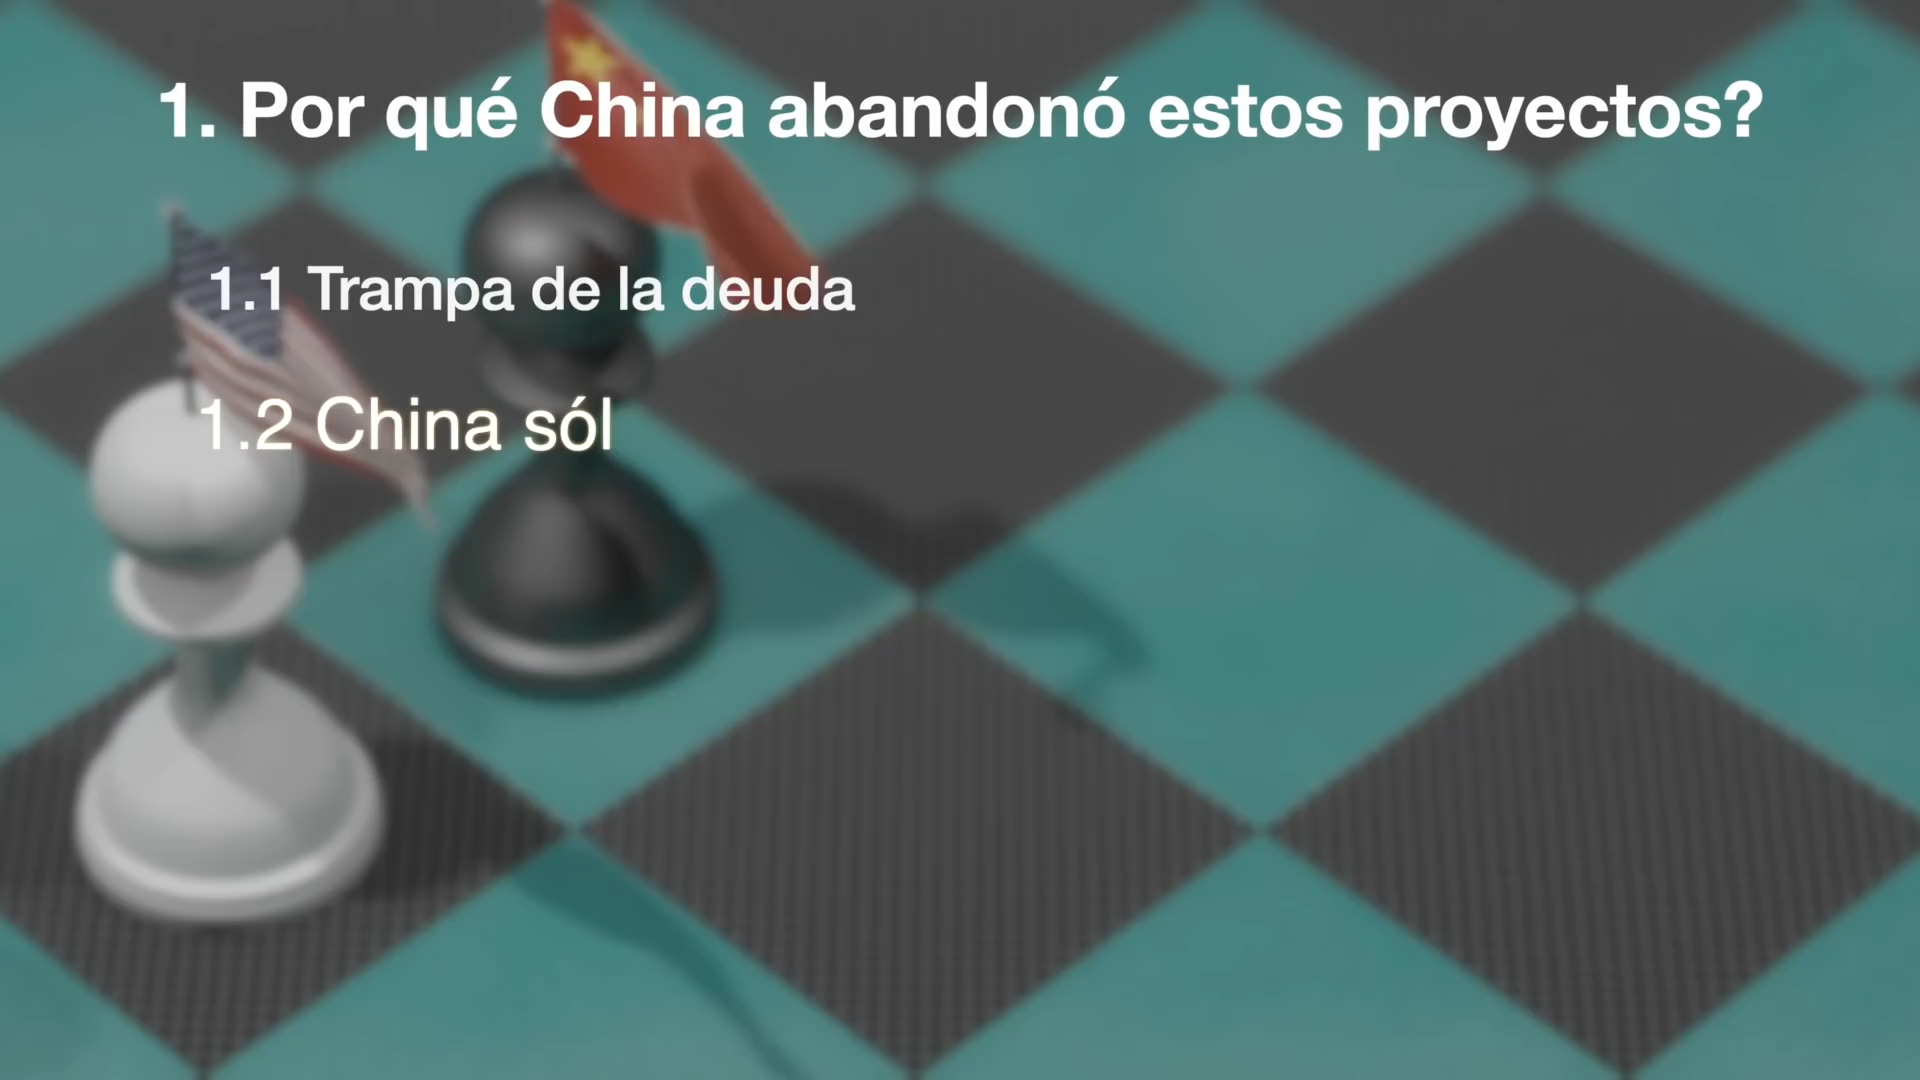 1. Por qué China abandonó estos proyectos?
1.1 Trampa de la deuda
1.2 China sól